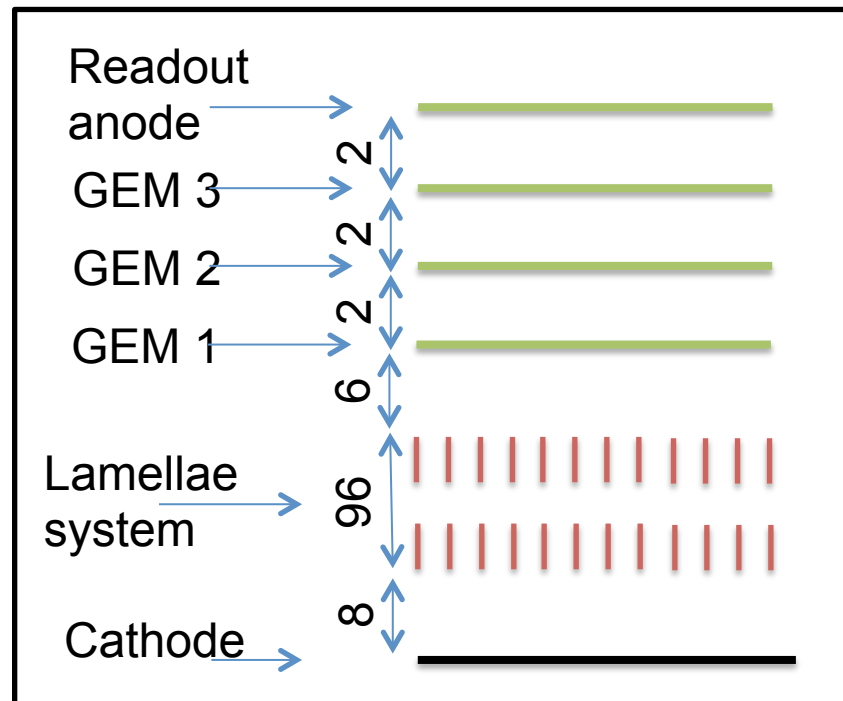 Readout
anode
2
GEM 3
2
GEM 2
2
GEM 1
6
Lamellae
system
96
8
Cathode